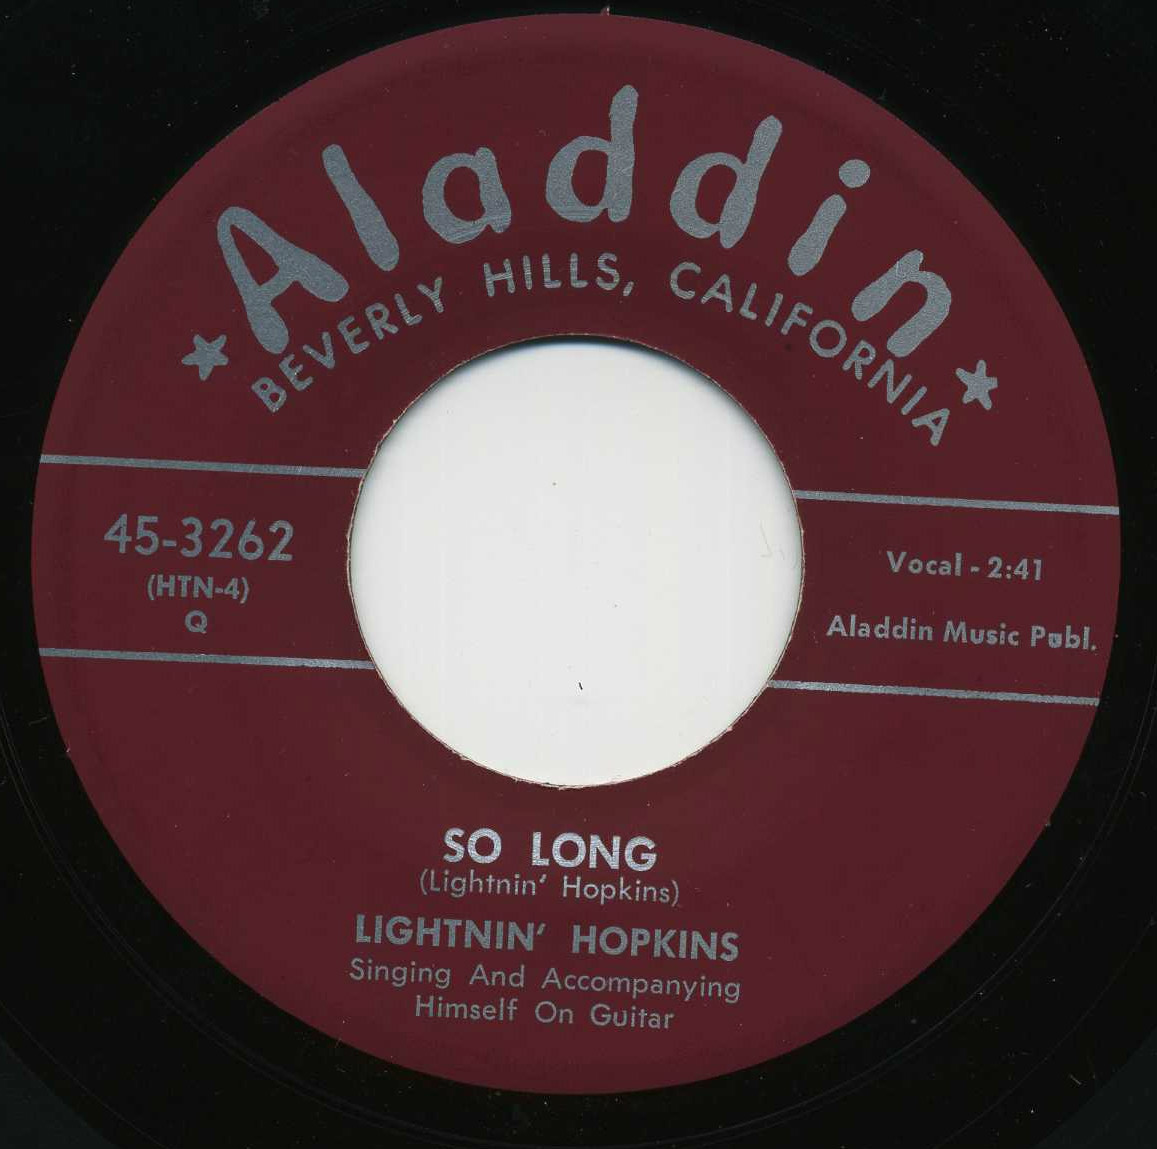 Aladdin
BEVERLY HILLS, CALIFORNIA
45-3262
(HTN-4)
Q
Vocal - 2:41
Aladdin Music Publ.
SO LONG
(Lightnin' Hopkins)
LIGHTNIN' HOPKINS
Singing And Accompanying
Himself On Guitar